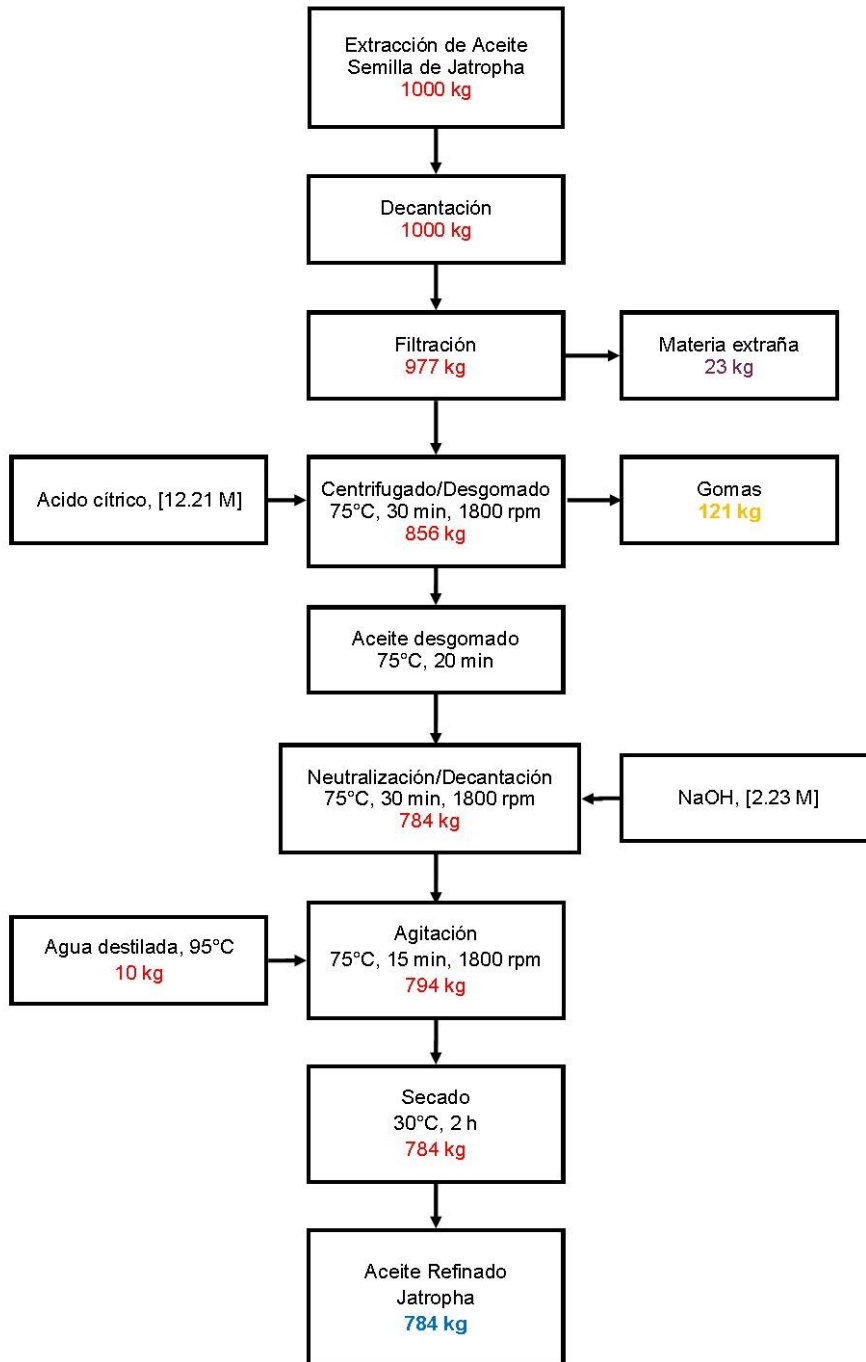 Extracción de Aceite
Semilla de Jatropha
1000 kg
Decantación
1000 kg
Filtración
977 kg
Materia extraña
23 kg
Acido cítrico, [12.21 M]
Centrifugado/Desgomado
75°C, 30 min, 1800 rpm
856 kg
Gomas
121 kg
Aceite desgomado
75°C, 20 min
Neutralización/Decantación
75°C, 30 min, 1800 rpm
784 kg
NaOH, [2.23 M]
Agua destilada, 95°C
10 kg
Agitación
75°C, 15 min, 1800 rpm
794 kg
Secado
30°C, 2 h
784 kg
Aceite Refinado
Jatropha
784 kg